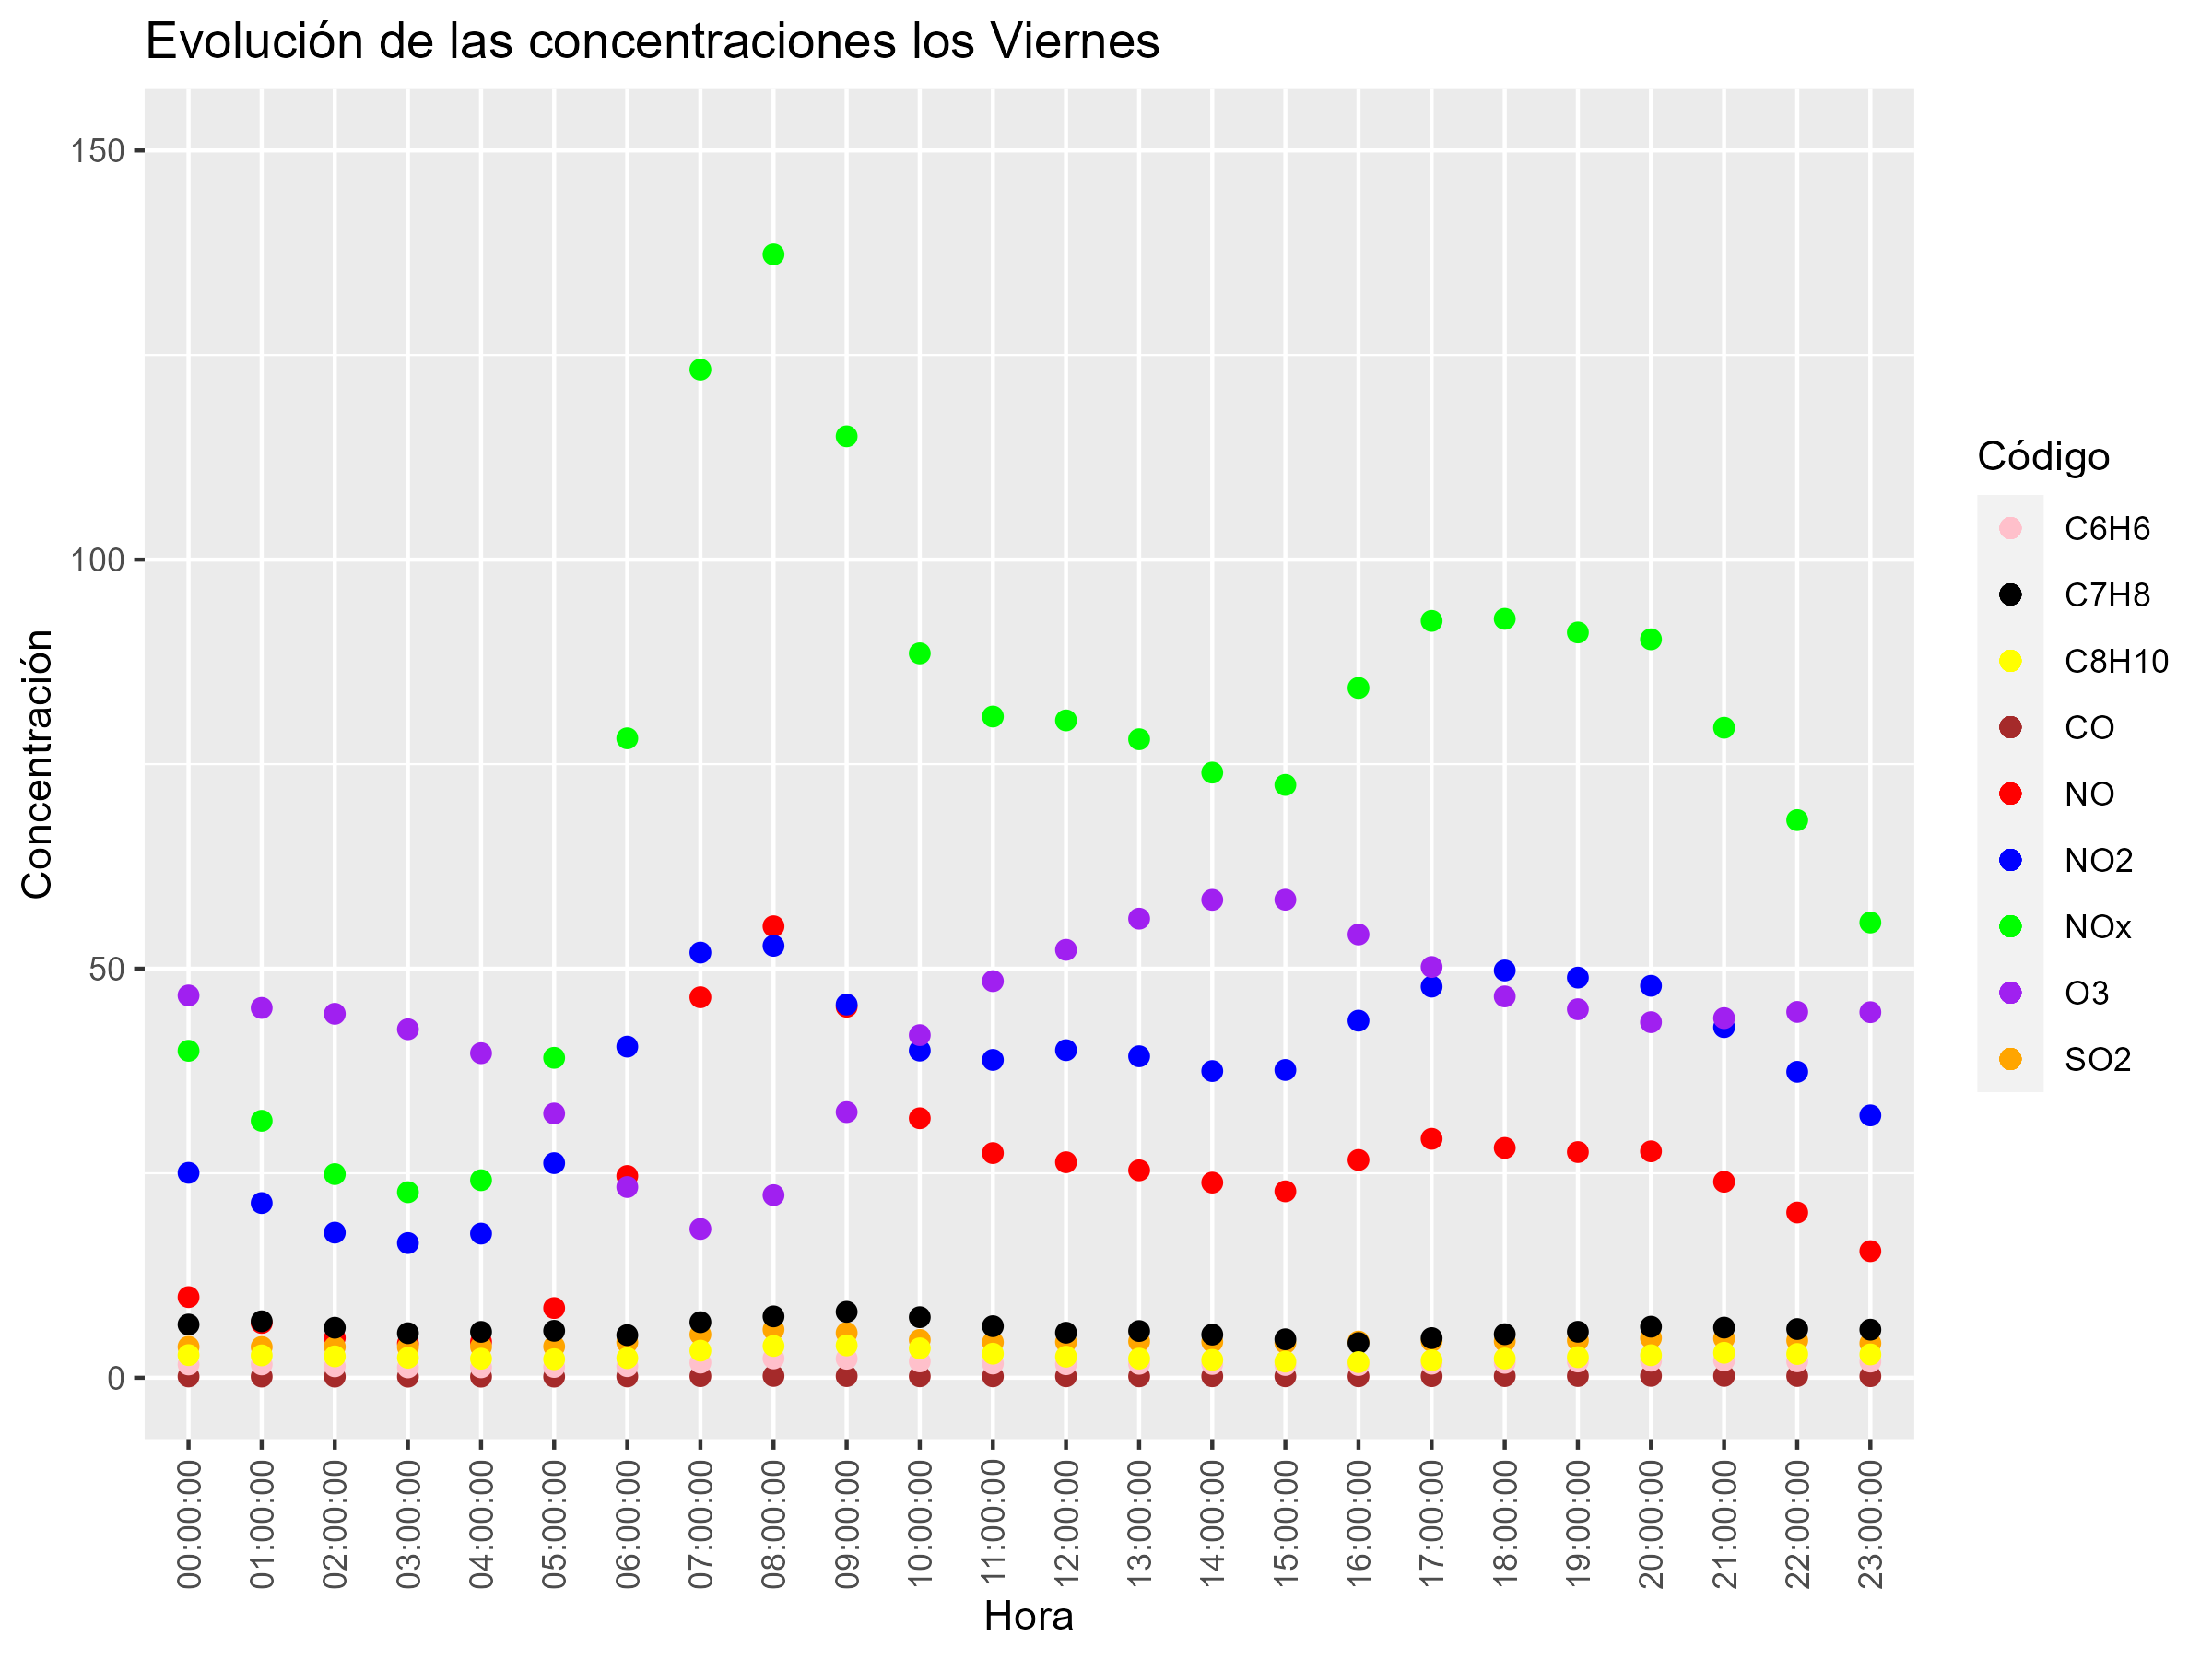 Evolución de las concentraciones los Viernes
Concentración
150
100
50
0
00:00:00
01:00:00
02:00:00
03:00:00
04:00:00
05:00:00
06:00:00
07:00:00
08:00:00
09:00:00
10:00:00
11:00:00
12:00:00
13:00:00
14:00:00
15:00:00
16:00:00
17:00:00
18:00:00
19:00:00
20:00:00
21:00:00
22:00:00
23:00:00
Hora
Código
C6H6
C7H8
C8H10
CO
NO
NO2
NOx
O3
SO2